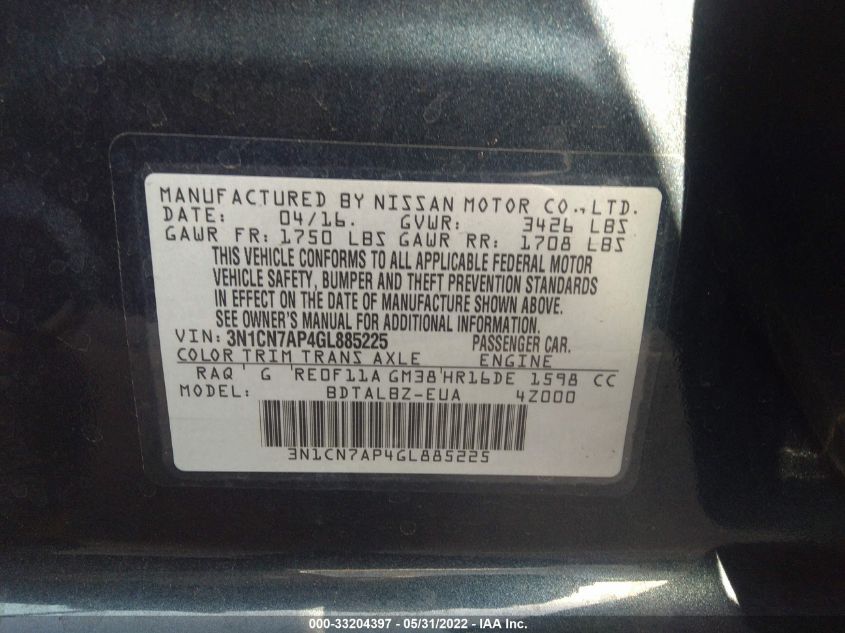 MANUFACTURED BY NISSAN MOTOR CO.,LTD.
DATE: 04/16. GVWR: 3426 LBS
GAWR FR: 1750 LBS GAWR RR: 1708 LBS
THIS VEHICLE CONFORMS TO ALL APPLICABLE FEDERAL MOTOR
VEHICLE SAFETY, BUMPER AND THEFT PREVENTION STANDARDS
IN EFFECT ON THE DATE OF MANUFACTURE SHOWN ABOVE.
SEE OWNER'S MANUAL FOR ADDITIONAL INFORMATION.
VIN: 3N1CN7AP4GL885225 PASSENGER CAR.
COLOR TRIM TRANS AXLE ENGINE
RAQ G RE0F11A GM38 HR16DE 1598 CC
MODEL: BDTALBZ-EUA 4Z000
3N1CN7AP4GL885225
000-33204397 - 05/31/2022 - IAA Inc.